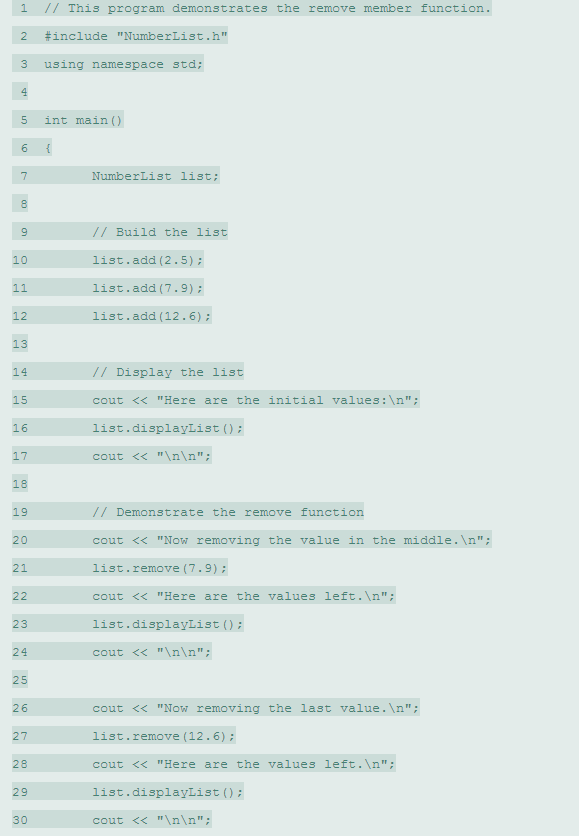 1 // This program demonstrates the remove member function.
2 #include "NumberList.h"
3 using namespace std;
4
5 int main()
6 {
7 NumberList list;
8
9 // Build the list
10 list.add(2.5);
11 list.add(7.9);
12 list.add(12.6);
13
14 // Display the list
15 cout << "Here are the initial values:\n";
16 list.displayList();
17 cout << "\n\n";
18
19 // Demonstrate the remove function
20 cout << "Now removing the value in the middle.\n";
21 list.remove(7.9);
22 cout << "Here are the values left.\n";
23 list.displayList();
24 cout << "\n\n";
25
26 cout << "Now removing the last value.\n";
27 list.remove(12.6);
28 cout << "Here are the values left.\n";
29 list.displayList();
30 cout << "\n\n";